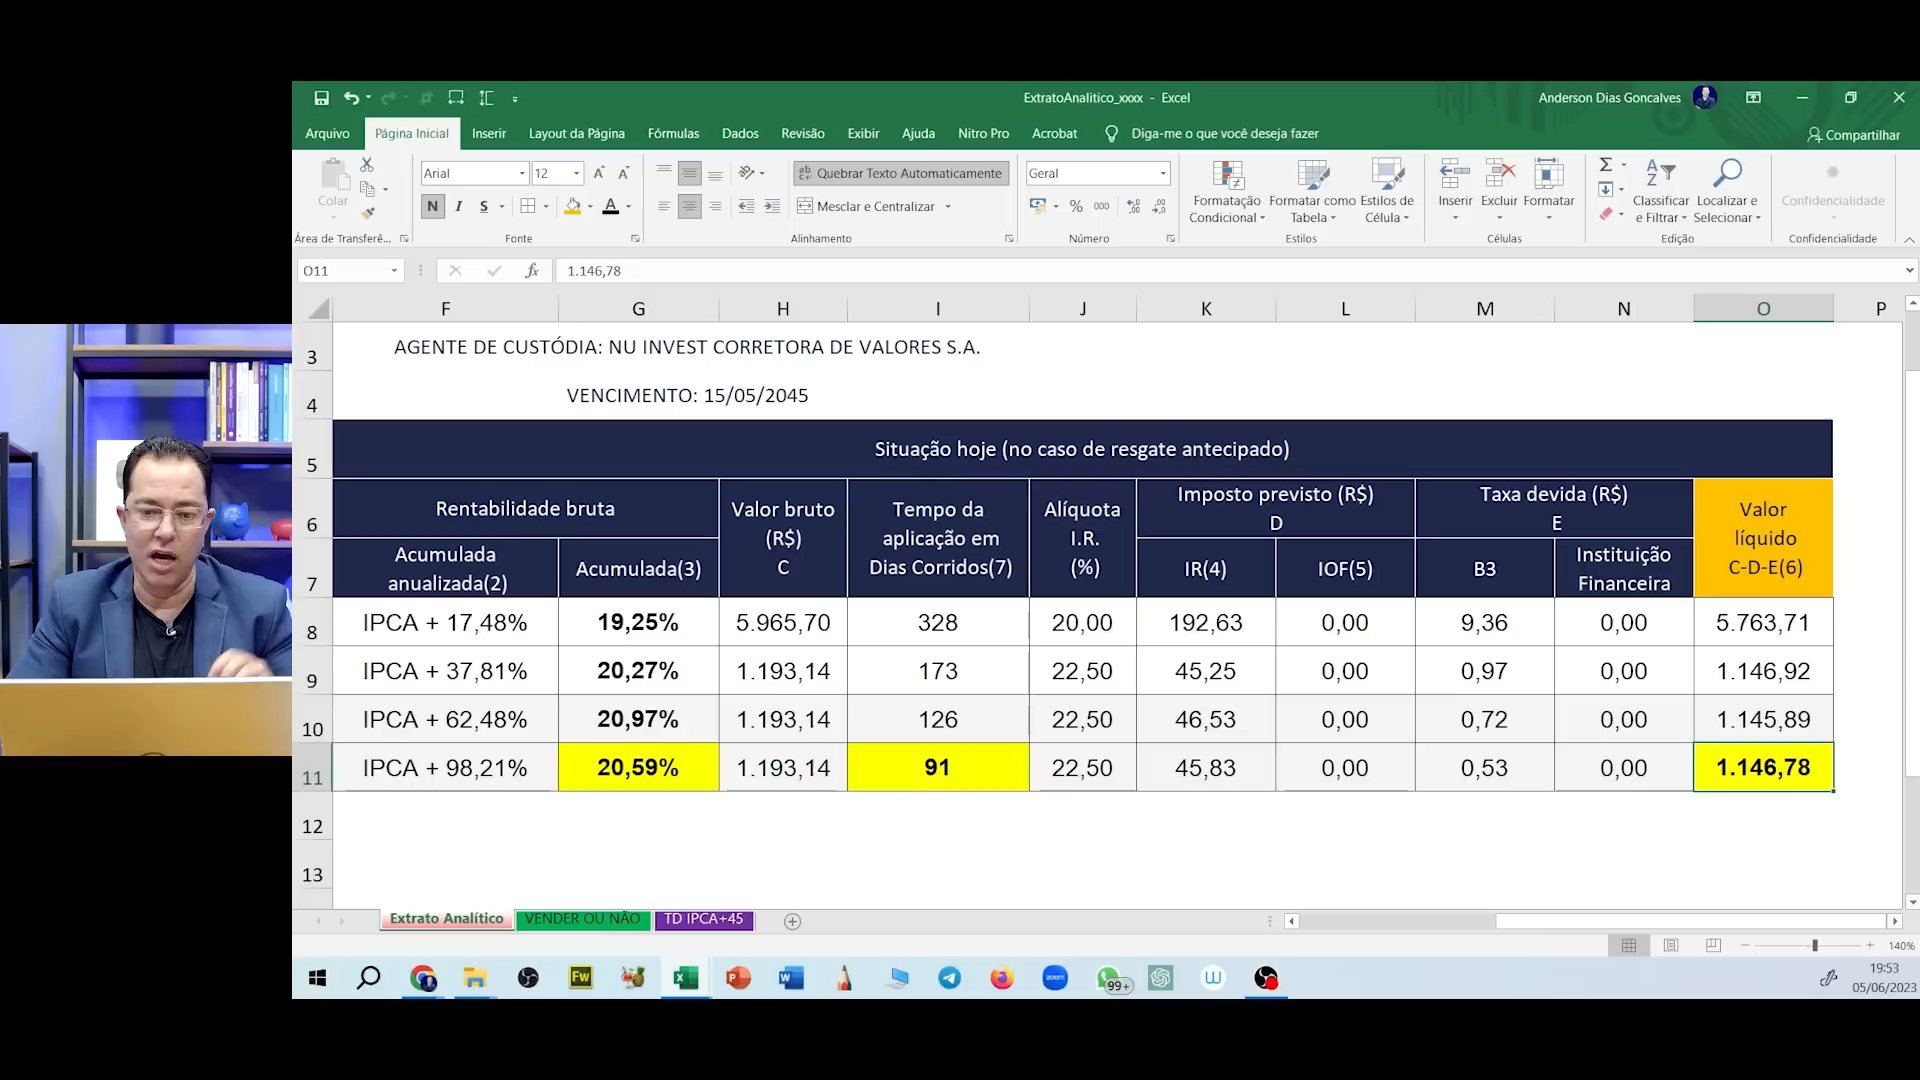 ExtratoAnalitico_xxxx - Excel
Anderson Dias Goncalves
Arquivo Página Inicial Inserir Layout da Página Fórmulas Dados Revisão Exibir Ajuda Nitro Pro Acrobat Diga-me o que você deseja fazer Compartilhar
Colar
Área de Transferê...
Arial 12
N I S
Fonte
Quebrar Texto Automaticamente
Mesclar e Centralizar
Alinhamento
Geral
% 000
Número
Formatação Condicional
Formatar como Tabela
Estilos de Célula
Estilos
Inserir Excluir Formatar
Células
Classificar e Filtrar
Localizar e Selecionar
Edição
Confidencialidade
Confidencialidade
O11 fx 1.146,78
F G H I J K L M N O P
3 AGENTE DE CUSTÓDIA: NU INVEST CORRETORA DE VALORES S.A.
4 VENCIMENTO: 15/05/2045
5 Situação hoje (no caso de resgate antecipado)
6 Rentabilidade bruta
Valor bruto (R$) C
Tempo da aplicação em Dias Corridos(7)
Alíquota I.R. (%)
Imposto previsto (R$) D
Taxa devida (R$) E
Valor líquido C-D-E(6)
7 Acumulada anualizada(2) Acumulada(3) IR(4) IOF(5) B3 Instituição Financeira
8 IPCA + 17,48% 19,25% 5.965,70 328 20,00 192,63 0,00 9,36 0,00 5.763,71
9 IPCA + 37,81% 20,27% 1.193,14 173 22,50 45,25 0,00 0,97 0,00 1.146,92
10 IPCA + 62,48% 20,97% 1.193,14 126 22,50 46,53 0,00 0,72 0,00 1.145,89
11 IPCA + 98,21% 20,59% 1.193,14 91 22,50 45,83 0,00 0,53 0,00 1.146,78
12
13
Extrato Analítico VENDER OU NÃO TD IPCA+45
140%
Fw zoom 99+ W
19:53
05/06/2023